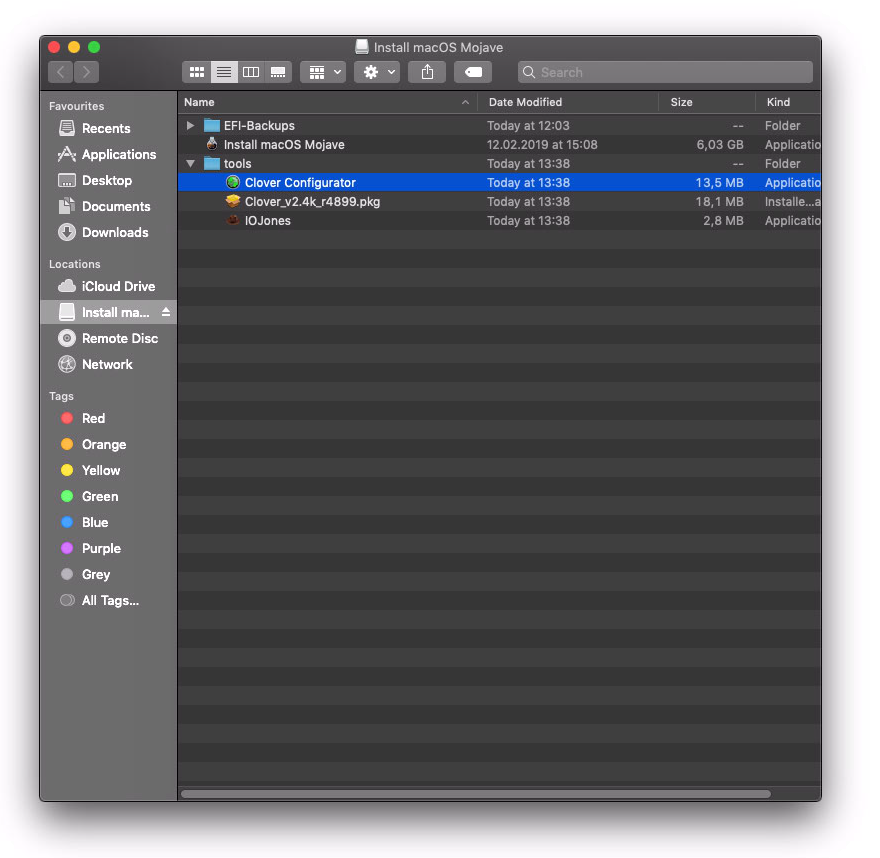 Install macOS Mojave
Search
Favourites
Recents
Applications
Desktop
Documents
Downloads
Locations
iCloud Drive
Install ma...
Remote Disc
Network
Tags
Red
Orange
Yellow
Green
Blue
Purple
Grey
All Tags...
Name Date Modified Size Kind
EFI-Backups Today at 12:03 -- Folder
Install macOS Mojave 12.02.2019 at 15:08 6,03 GB Applicatio
tools Today at 13:38 -- Folder
Clover Configurator Today at 13:38 13,5 MB Applicatio
Clover_v2.4k_r4899.pkg Today at 13:38 18,1 MB Installe...a
IOJones Today at 13:38 2,8 MB Applicatio